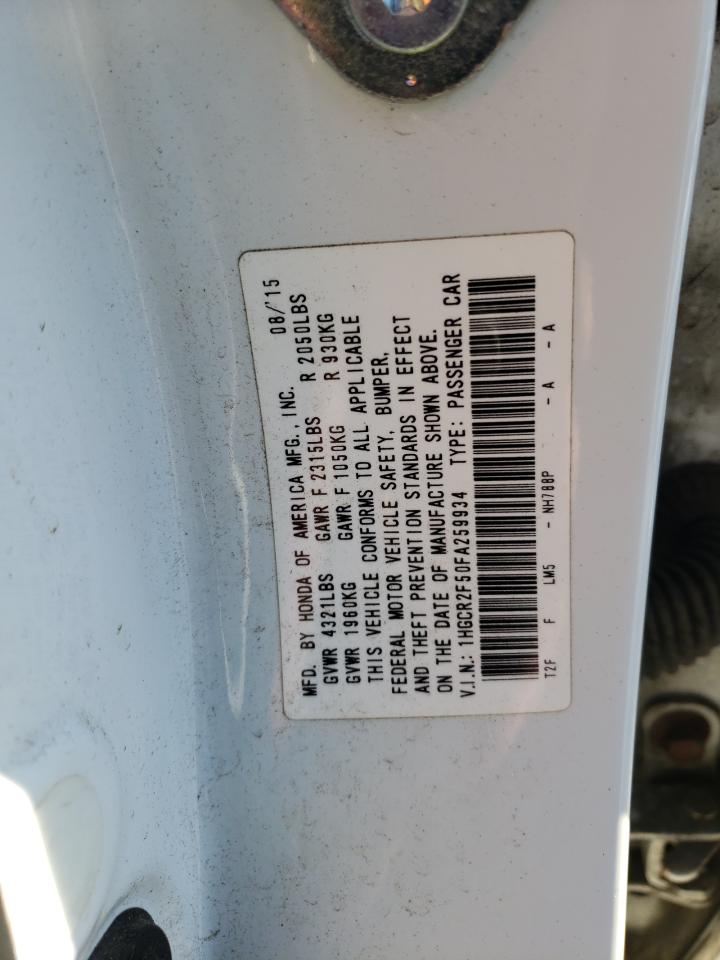 MFD. BY HONDA OF AMERICA MFG., INC. 08/'15
GVWR 4321LBS GAWR F 2315LBS R 2050LBS
GVWR 1960KG GAWR F 1050KG R 930KG
THIS VEHICLE CONFORMS TO ALL APPLICABLE
FEDERAL MOTOR VEHICLE SAFETY, BUMPER,
AND THEFT PREVENTION STANDARDS IN EFFECT
ON THE DATE OF MANUFACTURE SHOWN ABOVE.
V.I.N.: 1HGCR2F50FA259934 TYPE: PASSENGER CAR
T2F F LM5 - NH788P - A - A